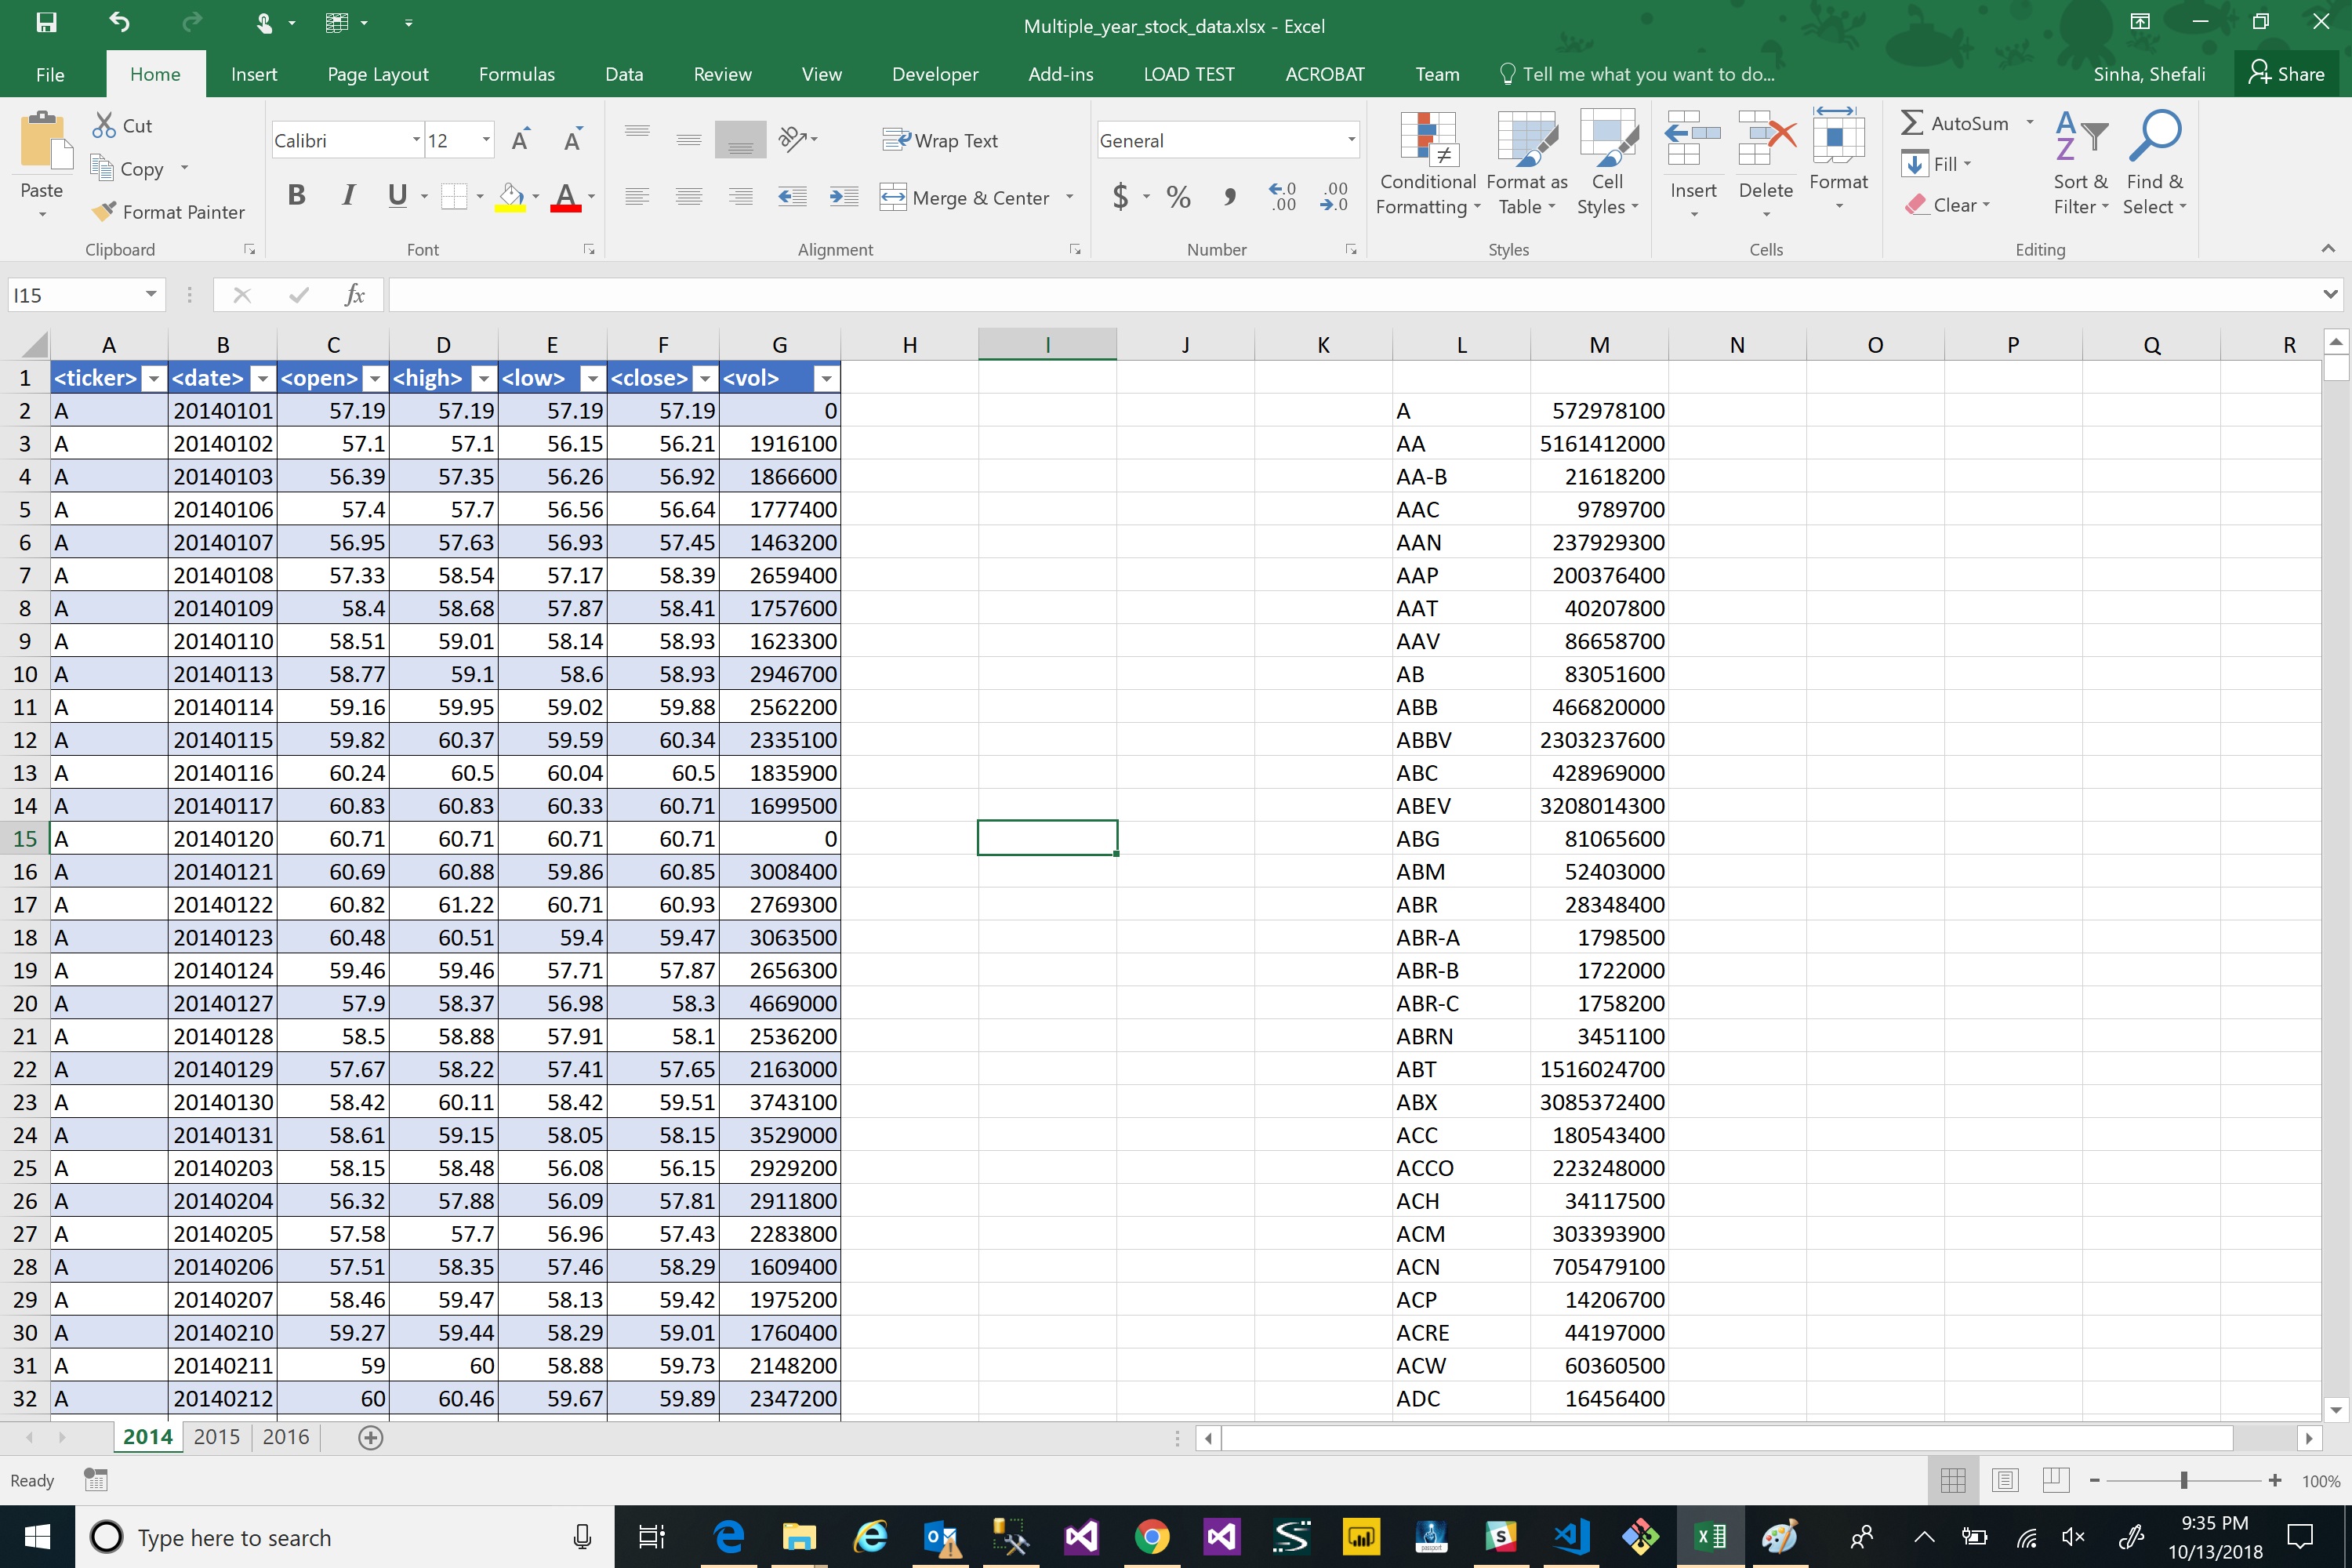 Multiple_year_stock_data.xlsx - Excel
File Home Insert Page Layout Formulas Data Review View Developer Add-ins LOAD TEST ACROBAT Team Tell me what you want to do... Sinha, Shefali Share
Paste Cut Copy Format Painter
Calibri 12 A A B I U A
Wrap Text Merge & Center
General $ % , .0 .00 .00 .0
Conditional Formatting Format as Table Cell Styles
Insert Delete Format
AutoSum Fill Clear Sort & Filter Find & Select
Clipboard Font Alignment Number Styles Cells Editing
I15 fx
A B C D E F G H I J K L M N O P Q R
1 <ticker> <date> <open> <high> <low> <close> <vol>
2 A 20140101 57.19 57.19 57.19 57.19 0 A 572978100
3 A 20140102 57.1 57.1 56.15 56.21 1916100 AA 5161412000
4 A 20140103 56.39 57.35 56.26 56.92 1866600 AA-B 21618200
5 A 20140106 57.4 57.7 56.56 56.64 1777400 AAC 9789700
6 A 20140107 56.95 57.63 56.93 57.45 1463200 AAN 237929300
7 A 20140108 57.33 58.54 57.17 58.39 2659400 AAP 200376400
8 A 20140109 58.4 58.68 57.87 58.41 1757600 AAT 40207800
9 A 20140110 58.51 59.01 58.14 58.93 1623300 AAV 86658700
10 A 20140113 58.77 59.1 58.6 58.93 2946700 AB 83051600
11 A 20140114 59.16 59.95 59.02 59.88 2562200 ABB 466820000
12 A 20140115 59.82 60.37 59.59 60.34 2335100 ABBV 2303237600
13 A 20140116 60.24 60.5 60.04 60.5 1835900 ABC 428969000
14 A 20140117 60.83 60.83 60.33 60.71 1699500 ABEV 3208014300
15 A 20140120 60.71 60.71 60.71 60.71 0 ABG 81065600
16 A 20140121 60.69 60.88 59.86 60.85 3008400 ABM 52403000
17 A 20140122 60.82 61.22 60.71 60.93 2769300 ABR 28348400
18 A 20140123 60.48 60.51 59.4 59.47 3063500 ABR-A 1798500
19 A 20140124 59.46 59.46 57.71 57.87 2656300 ABR-B 1722000
20 A 20140127 57.9 58.37 56.98 58.3 4669000 ABR-C 1758200
21 A 20140128 58.5 58.88 57.91 58.1 2536200 ABRN 3451100
22 A 20140129 57.67 58.22 57.41 57.65 2163000 ABT 1516024700
23 A 20140130 58.42 60.11 58.42 59.51 3743100 ABX 3085372400
24 A 20140131 58.61 59.15 58.05 58.15 3529000 ACC 180543400
25 A 20140203 58.15 58.48 56.08 56.15 2929200 ACCO 223248000
26 A 20140204 56.32 57.88 56.09 57.81 2911800 ACH 34117500
27 A 20140205 57.58 57.7 56.96 57.43 2283800 ACM 303393900
28 A 20140206 57.51 58.35 57.46 58.29 1609400 ACN 705479100
29 A 20140207 58.46 59.47 58.13 59.42 1975200 ACP 14206700
30 A 20140210 59.27 59.44 58.29 59.01 1760400 ACRE 44197000
31 A 20140211 59 60 58.88 59.73 2148200 ACW 60360500
32 A 20140212 60 60.46 59.67 59.89 2347200 ADC 16456400
2014 2015 2016
Ready 100%
Type here to search
9:35 PM
10/13/2018